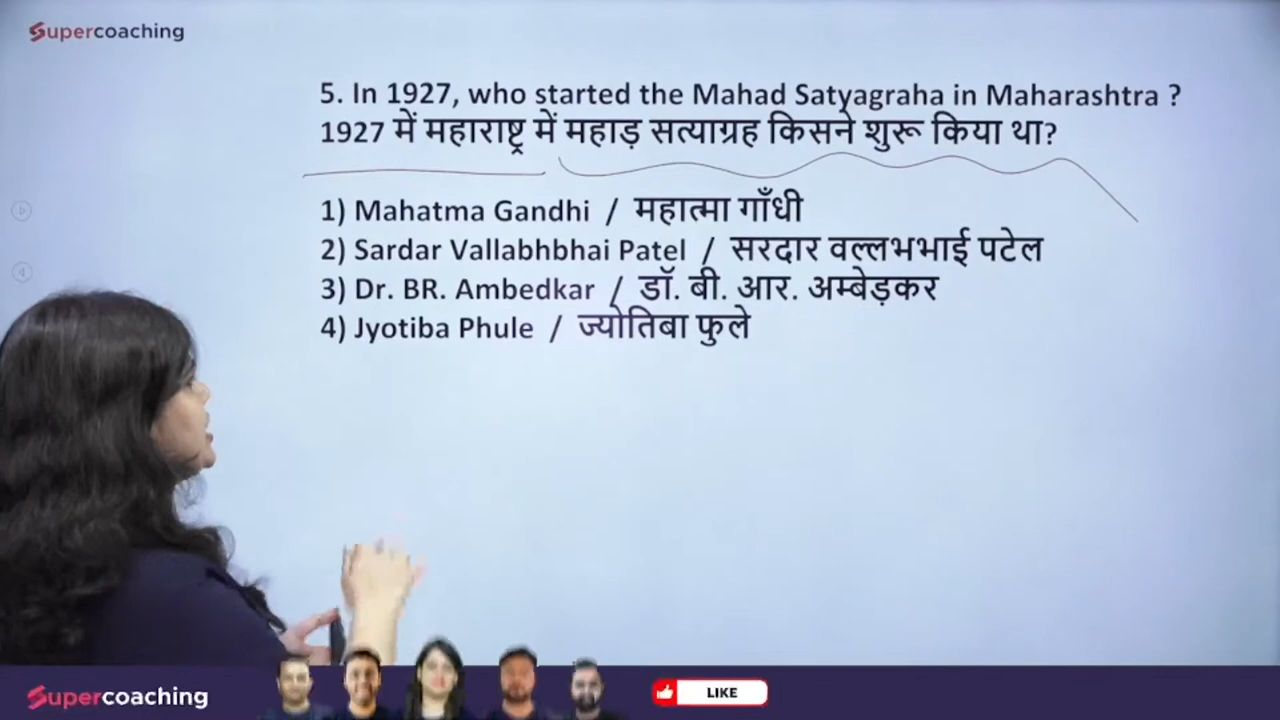 Supercoaching
5. In 1927, who started the Mahad Satyagraha in Maharashtra ?
1927 में महाराष्ट्र में महाड़ सत्याग्रह किसने शुरू किया था?
1) Mahatma Gandhi / महात्मा गाँधी
2) Sardar Vallabhbhai Patel / सरदार वल्लभभाई पटेल
3) Dr. BR. Ambedkar / डॉ. बी. आर. अम्बेड़कर
4) Jyotiba Phule / ज्योतिबा फुले
Supercoaching
LIKE